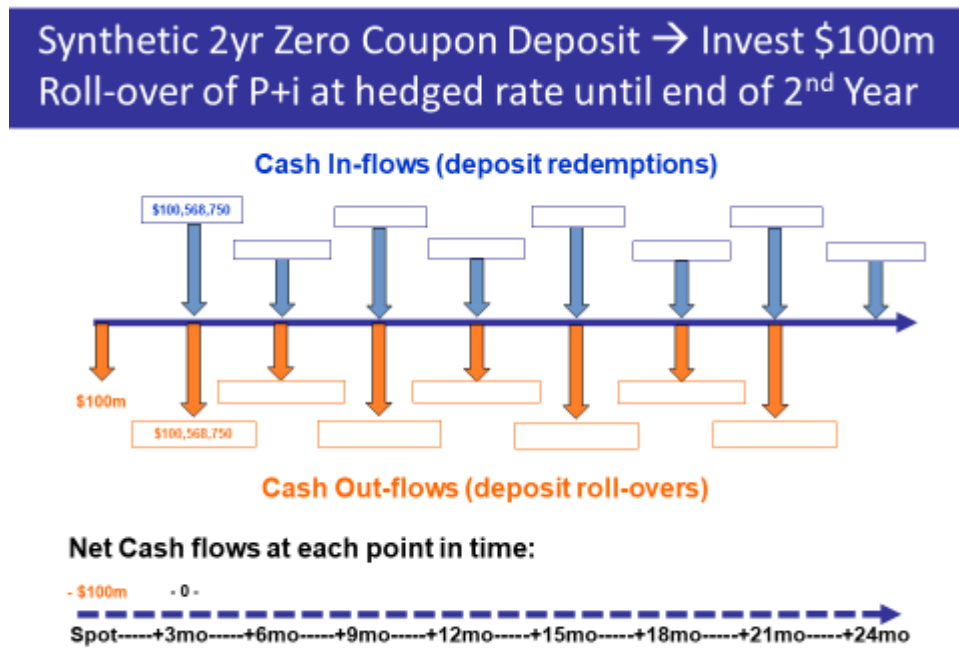 Synthetic 2yr Zero Coupon Deposit → Invest $100m
Roll-over of P+i at hedged rate until end of 2nd Year
Cash In-flows (deposit redemptions)
$100,568,750
$100m
$100,568,750
Cash Out-flows (deposit roll-overs)
Net Cash flows at each point in time:
- $100m - 0 -
Spot-----+3mo-----+6mo-----+9mo-----+12mo-----+15mo-----+18mo-----+21mo-----+24mo